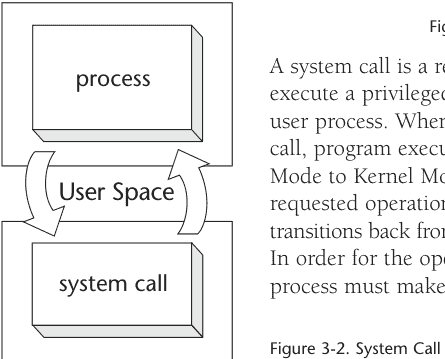 process
User Space
system call
Fig
A system call is a re
execute a privileged
user process. When
call, program execu
Mode to Kernel Mo
requested operation
transitions back from
In order for the ope
process must make
Figure 3-2. System Call